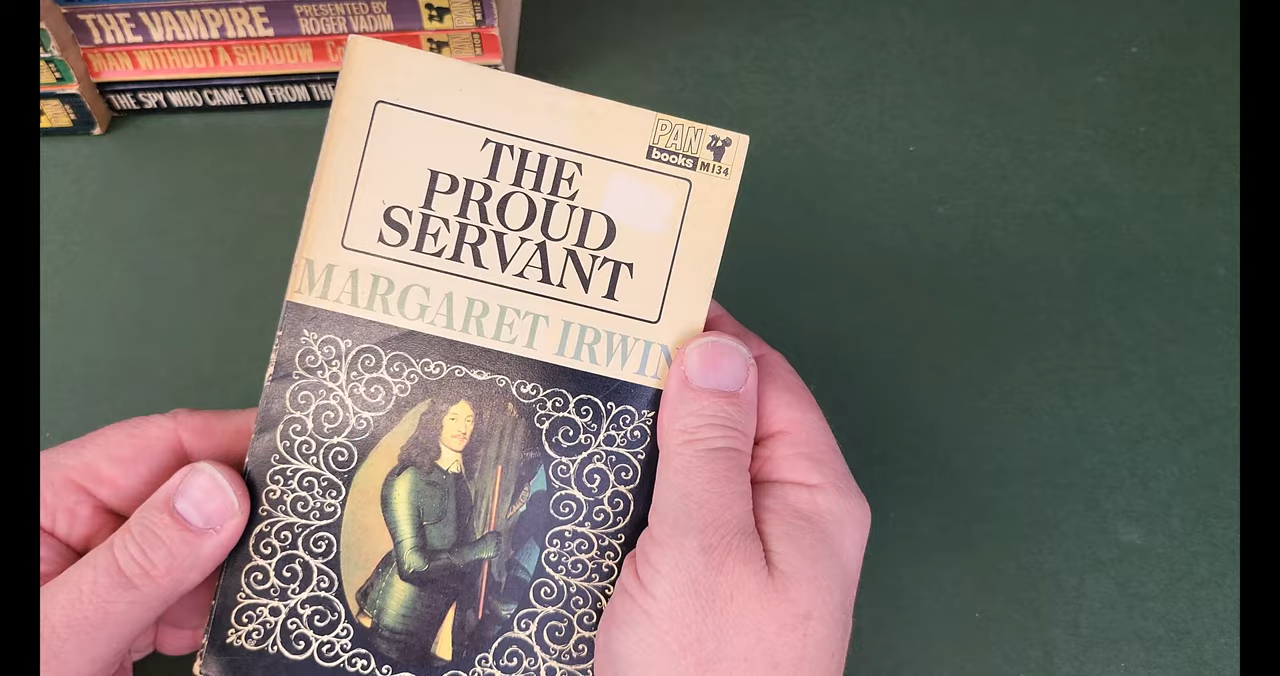 THE VAMPIRE PRESENTED BY ROGER VADIM PAN
MAN WITHOUT A SHADOW PAN
THE SPY WHO CAME IN FROM THE
PAN
books M134
THE
PROUD
SERVANT
MARGARET IRWIN